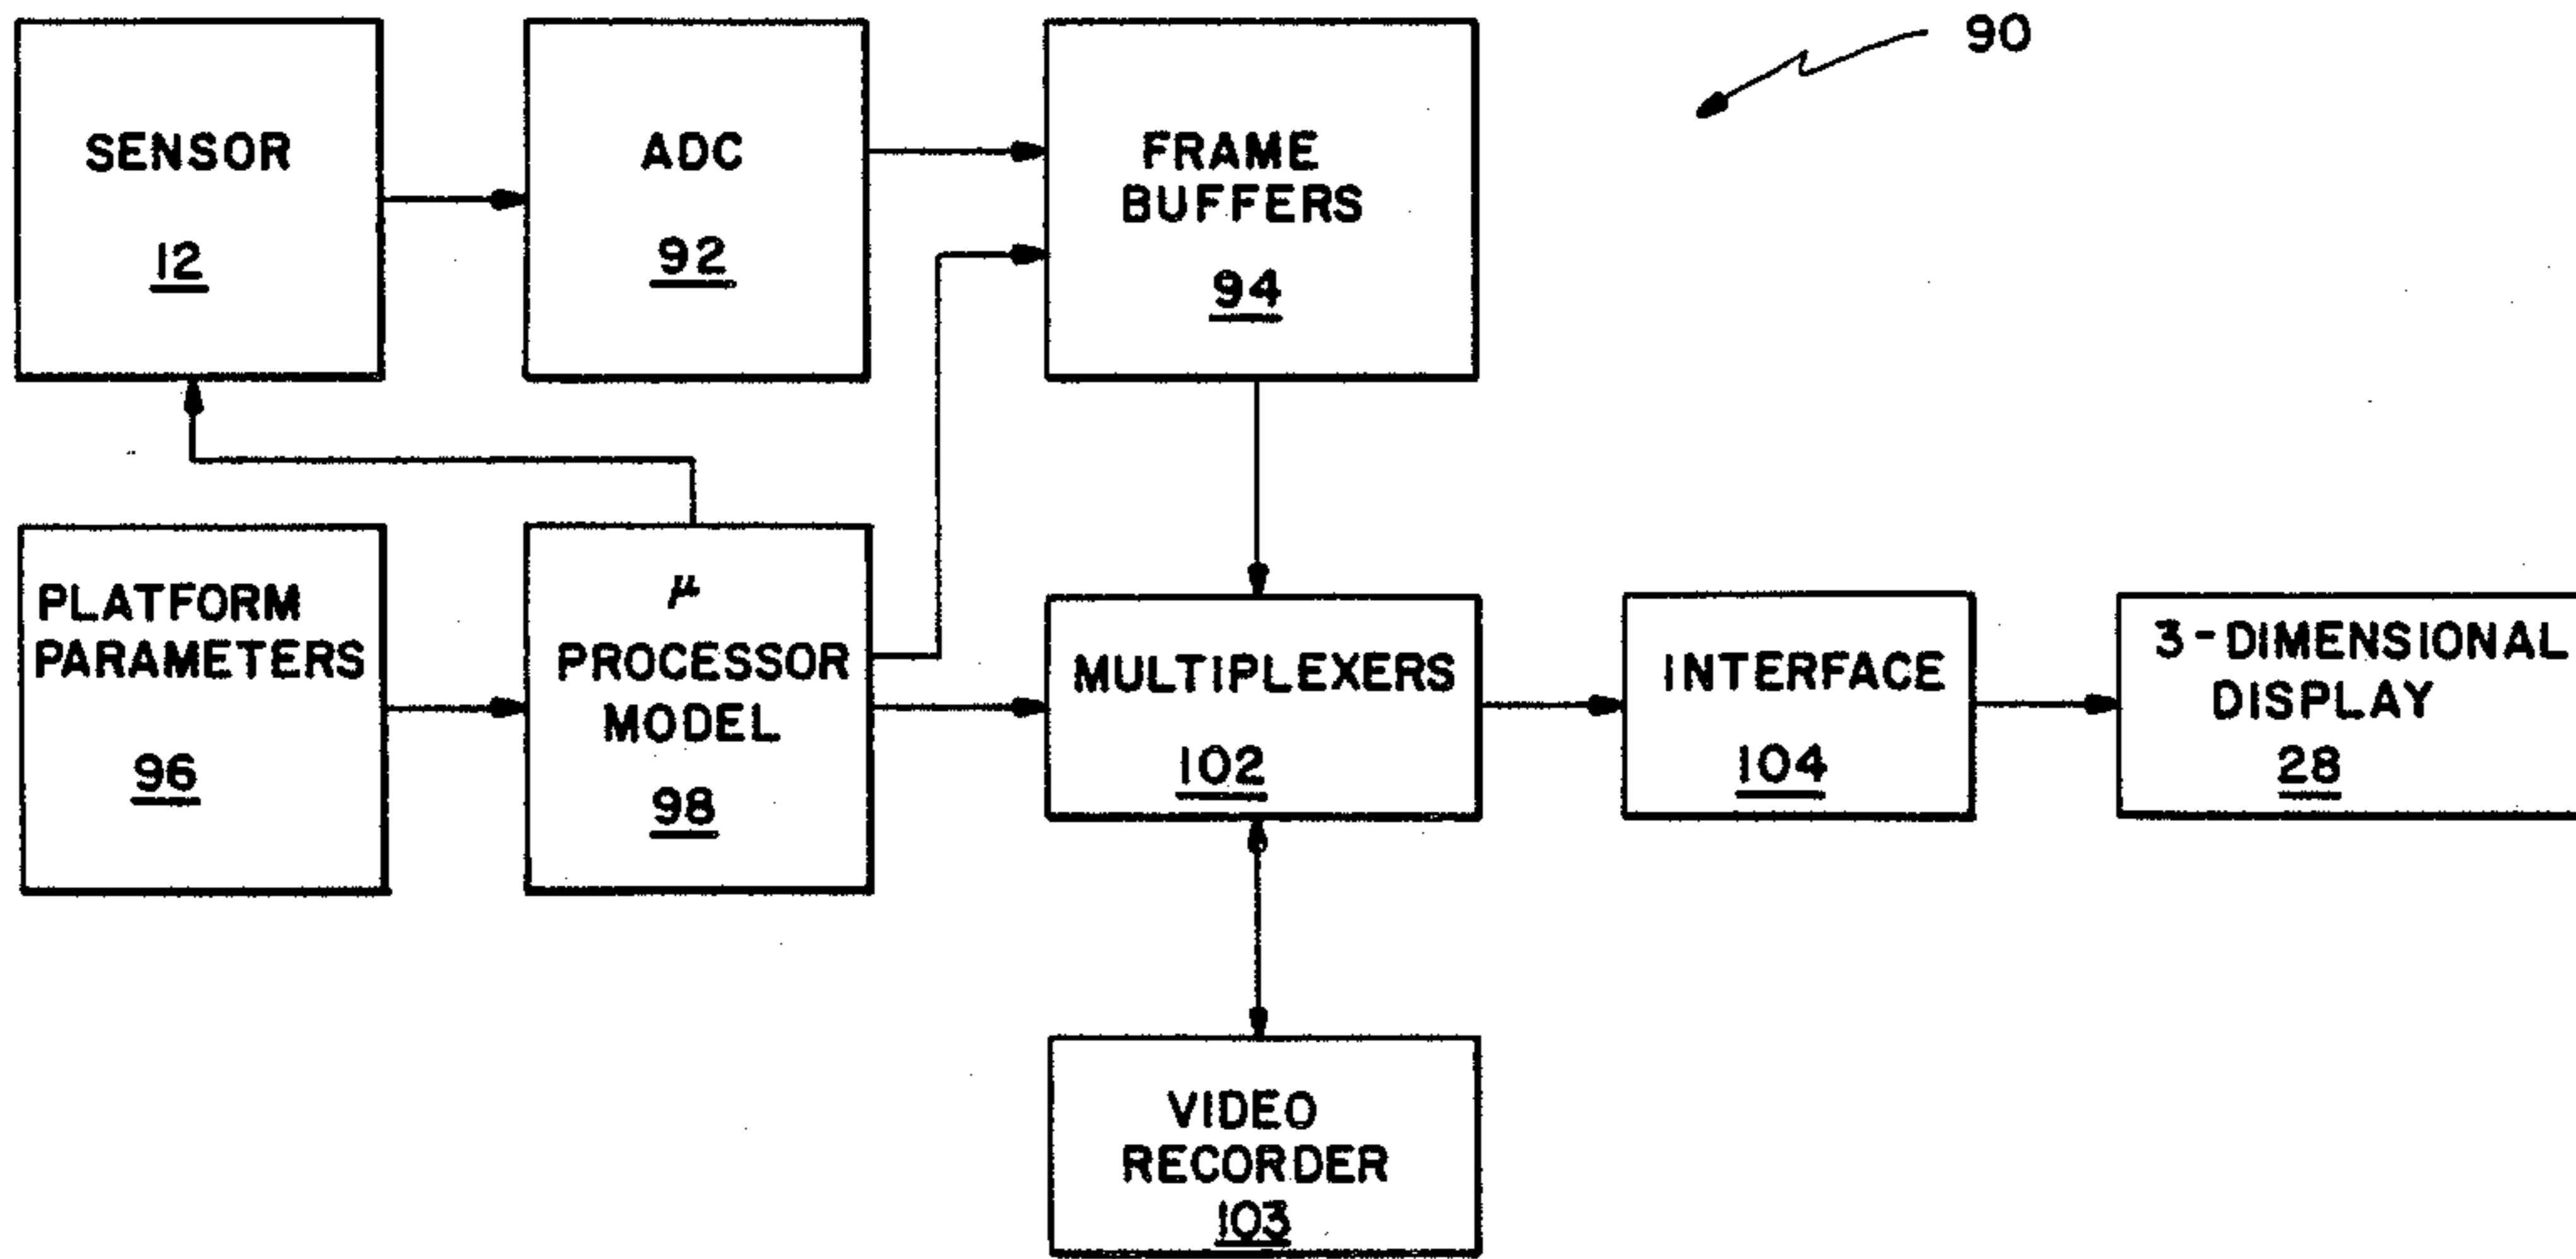 90
SENSOR
12
ADC
92
FRAME
BUFFERS
94
PLATFORM
PARAMETERS
96
μ
PROCESSOR
MODEL
98
MULTIPLEXERS
102
INTERFACE
104
3-DIMENSIONAL
DISPLAY
28
VIDEO
RECORDER
103